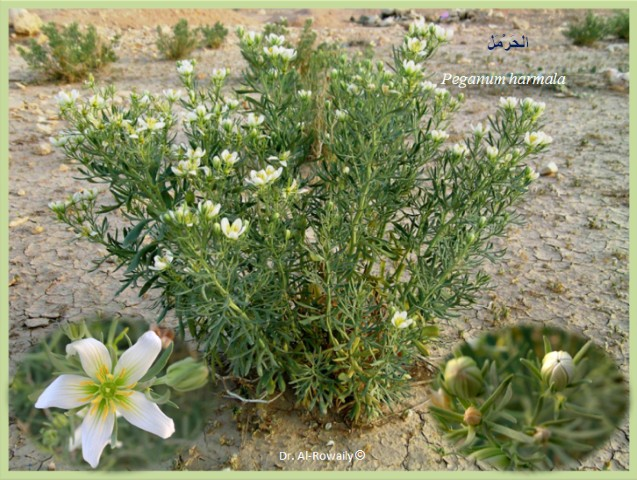 الحرمل
Peganum harmala
Dr. Al-Rowaily©